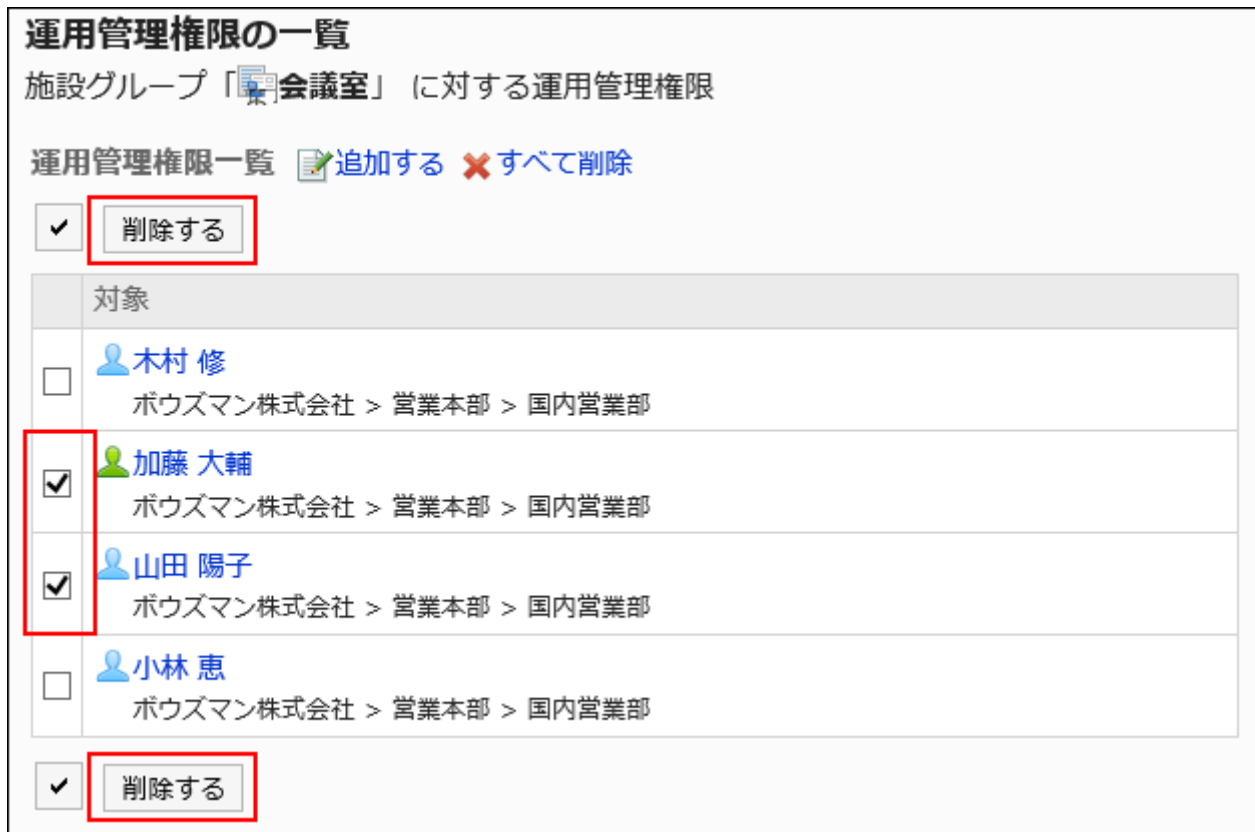 運用管理権限の一覧
施設グループ「会議室」 に対する運用管理権限
運用管理権限一覧 追加する すべて削除
削除する
対象
木村 修
ボウズマン株式会社 > 営業本部 > 国内営業部
加藤 大輔
ボウズマン株式会社 > 営業本部 > 国内営業部
山田 陽子
ボウズマン株式会社 > 営業本部 > 国内営業部
小林 恵
ボウズマン株式会社 > 営業本部 > 国内営業部
削除する